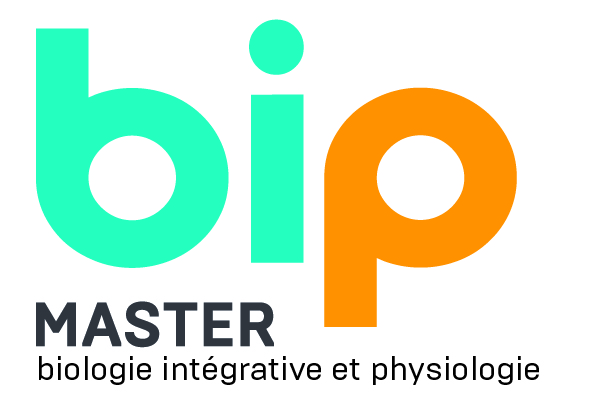 bip
MASTER
biologie intégrative et physiologie